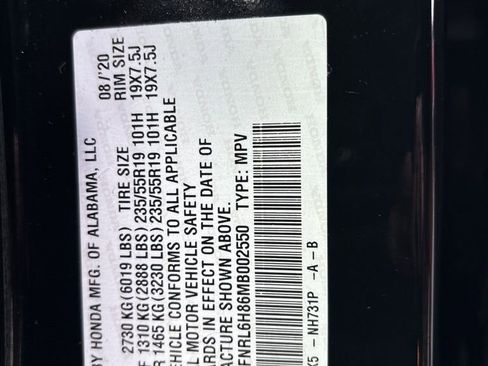 BY HONDA MFG. OF ALABAMA, LLC 08/'20
TIRE SIZE RIM SIZE
2730 KG(6019 LBS)
F 1310 KG(2888 LBS) 235/55R19 101H 19X7.5J
R 1465 KG(3230 LBS) 235/55R19 101H 19X7.5J
VEHICLE CONFORMS TO ALL APPLICABLE
MOTOR VEHICLE SAFETY
ARDS IN EFFECT ON THE DATE OF
FACTURE SHOWN ABOVE.
FNRL6H86MB002550 TYPE: MPV
NH731P -A -B